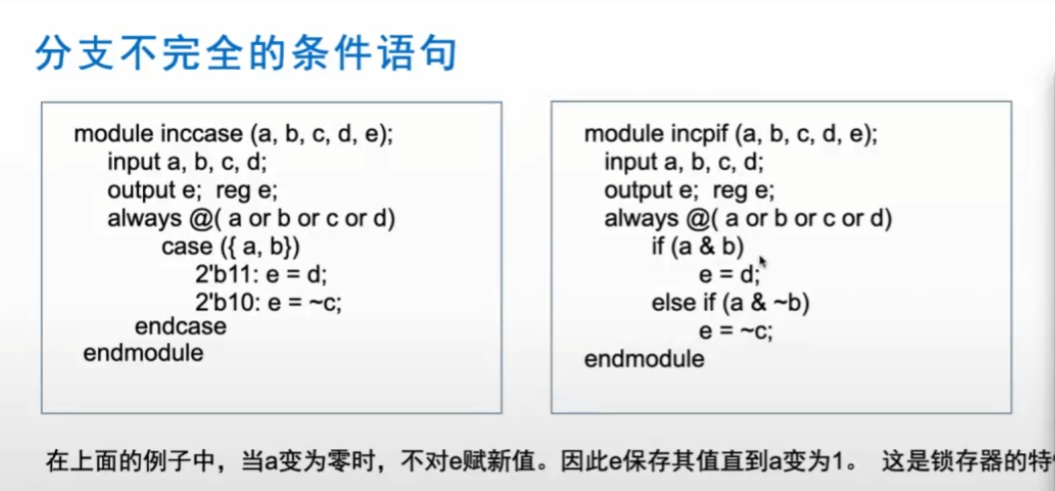 分支不完全的条件语句
module inccase (a, b, c, d, e);
input a, b, c, d;
output e; reg e;
always @( a or b or c or d)
case ({ a, b})
2'b11: e = d;
2'b10: e = ~c;
endcase
endmodule
module incpif (a, b, c, d, e);
input a, b, c, d;
output e; reg e;
always @( a or b or c or d)
if (a & b)
e = d;
else if (a & ~b)
e = ~c;
endmodule
在上面的例子中，当a变为零时，不对e赋新值。因此e保存其值直到a变为1。 这是锁存器的特